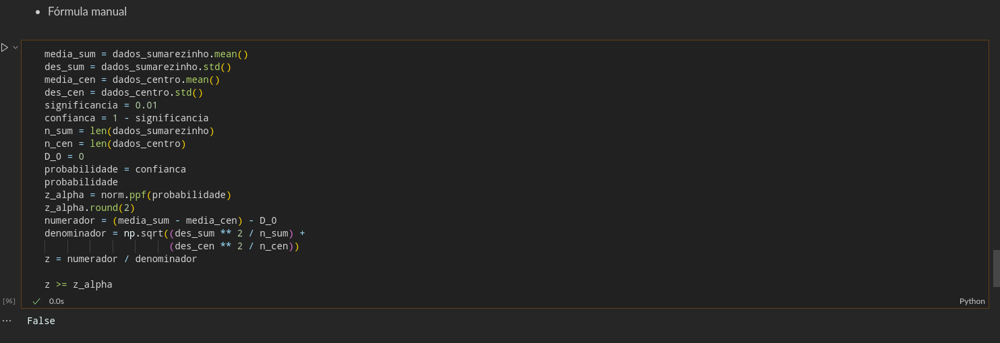 • Fórmula manual
media_sum = dados_sumarezinho.mean()
des_sum = dados_sumarezinho.std()
media_cen = dados_centro.mean()
des_cen = dados_centro.std()
significancia = 0.01
confianca = 1 - significancia
n_sum = len(dados_sumarezinho)
n_cen = len(dados_centro)
D_0 = 0
probabilidade = confianca
probabilidade
z_alpha = norm.ppf(probabilidade)
z_alpha.round(2)
numerador = (media_sum - media_cen) - D_0
denominador = np.sqrt((des_sum ** 2 / n_sum) +
(des_cen ** 2 / n_cen))
z = numerador / denominador
z >= z_alpha
[96] 0.0s Python
... False